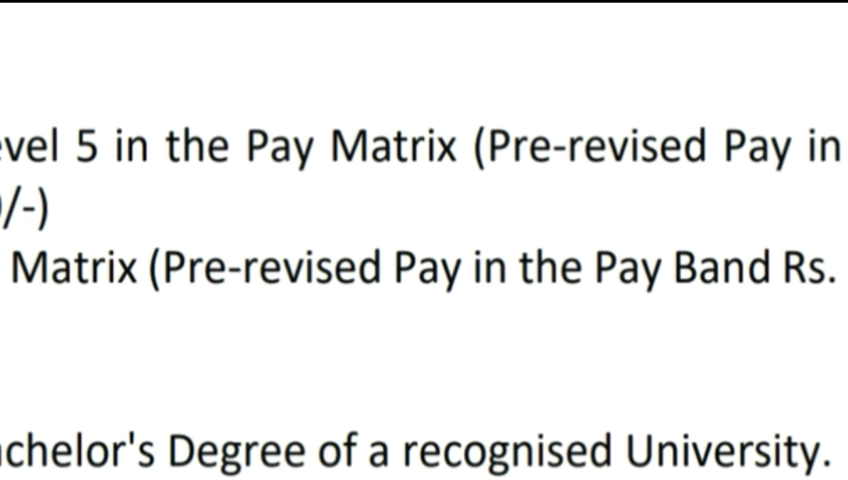 vel 5 in the Pay Matrix (Pre-revised Pay in
/-)
Matrix (Pre-revised Pay in the Pay Band Rs.
chelor's Degree of a recognised University.